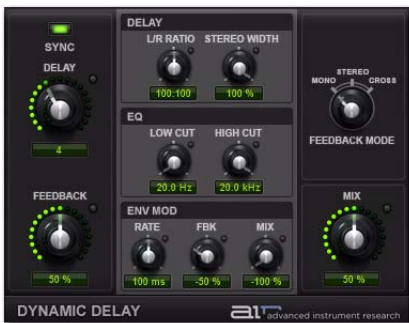 SYNC
DELAY
4
FEEDBACK
50 %
DELAY
L/R RATIO STEREO WIDTH
100:100 100 %
EQ
LOW CUT HIGH CUT
20.0 Hz 20.0 kHz
ENV MOD
RATE FBK MIX
100 ms -50 % -100 %
STEREO
MONO CROSS
FEEDBACK MODE
MIX
50 %
DYNAMIC DELAY
air advanced instrument research